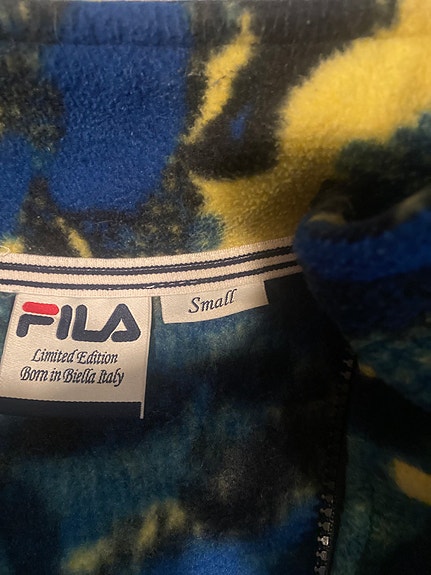 FILA
Limited Edition
Born in Biella Italy
Small